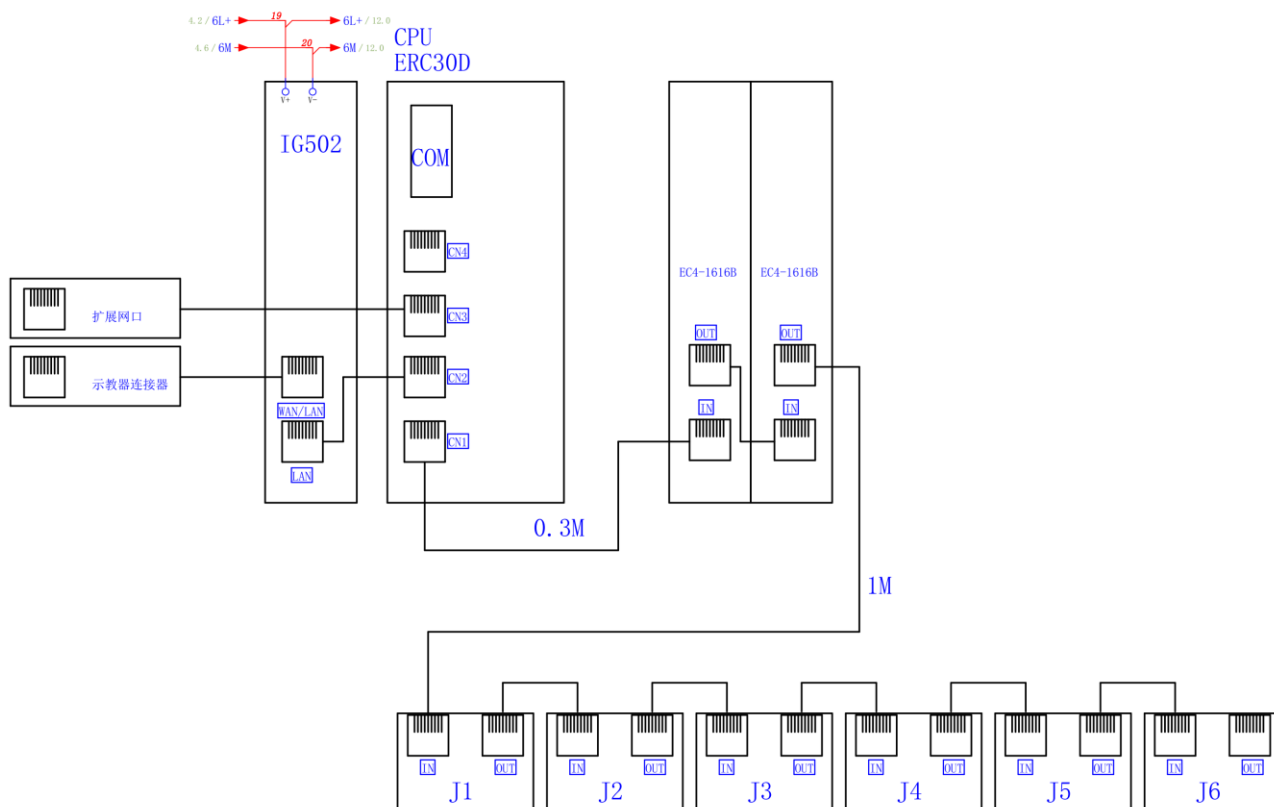 4.2/6L+ 19 6L+/12.0
4.6/6M 20 6M/12.0
CPU
ERC30D
V+ V-
IG502
COM
CN4
EC4-1616B EC4-1616B
扩展网口
CN3
OUT OUT
示教器连接器
CN2
WAN/LAN
IN IN
CN1
LAN
0.3M
1M
IN OUT IN OUT IN OUT IN OUT IN OUT IN OUT
J1 J2 J3 J4 J5 J6